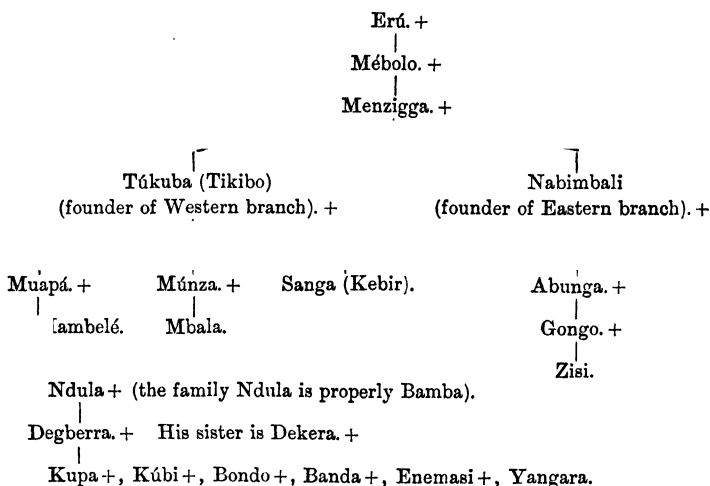 Erú. +
Mébolo. +
Menzigga. +
Túkuba (Tikibo) Nabimbali
(founder of Western branch). + (founder of Eastern branch). +
Muapá. + Múnza. + Sanga (Kebir). Abunga. +
Mbala. Gongo. +
Zisi.
Ndula + (the family Ndula is properly Bamba).
Degberra. + His sister is Dekera. +
Kupa +, Kúbi +, Bondo +, Banda +, Enemasi +, Yangara.